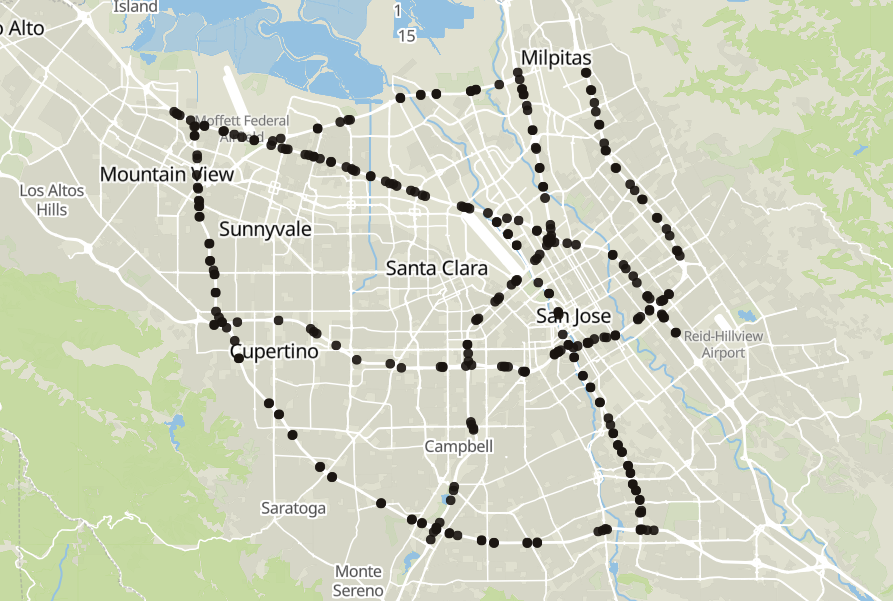 Island
o Alto
1
15
Milpitas
Moffett Federal
Airfield
Mountain View
Los Altos
Hills
Sunnyvale
Santa Clara
San Jose
Reid-Hillview
Airport
Cupertino
Campbell
Saratoga
Monte
Sereno